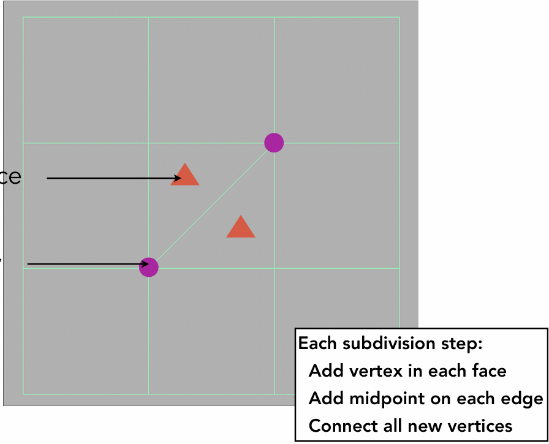 ce
Each subdivision step:
Add vertex in each face
Add midpoint on each edge
Connect all new vertices